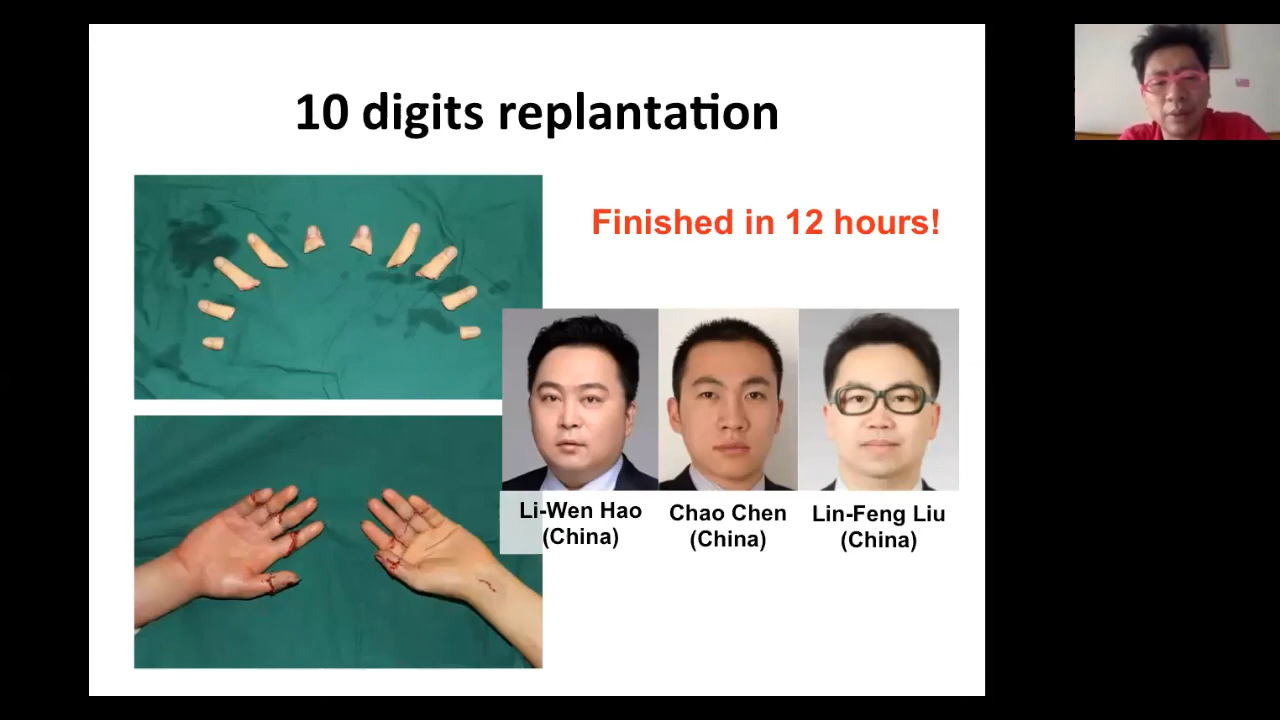 10 digits replantation
Finished in 12 hours!
Li-Wen Hao
(China)
Chao Chen
(China)
Lin-Feng Liu
(China)